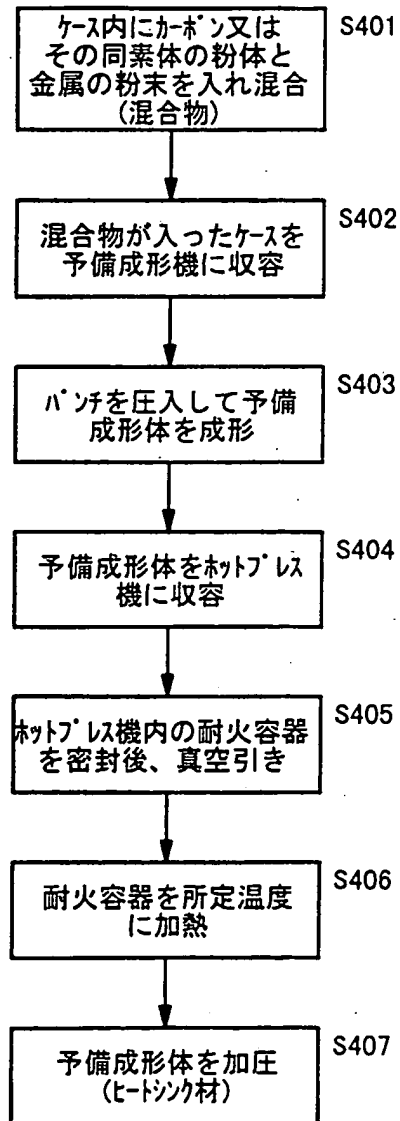 ケース内にカーボン又は
その同素体の粉体と
金属の粉末を入れ混合
(混合物)
S401
混合物が入ったケースを
予備成形機に収容
S402
パンチを圧入して予備
成形体を成形
S403
予備成形体をホットプレス
機に収容
S404
ホットプレス機内の耐火容器
を密封後、真空引き
S405
耐火容器を所定温度
に加熱
S406
予備成形体を加圧
(ヒートシンク材)
S407